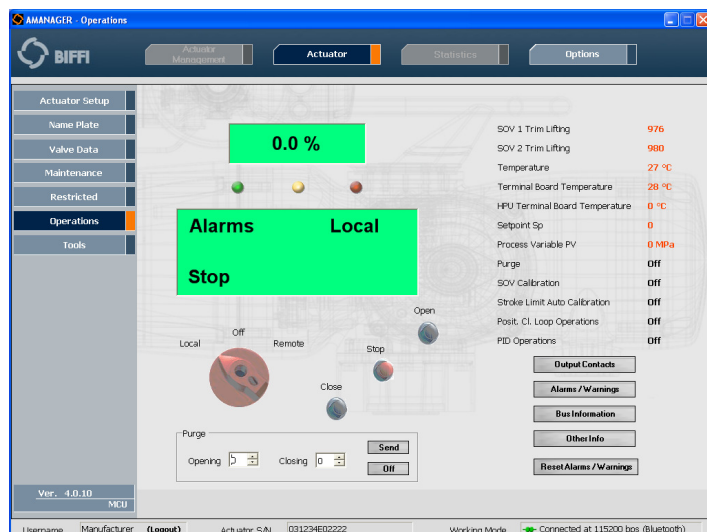 AMANAGER - Operations
BIFFI
Actuator
Management
Actuator
Statistics
Options
Actuator Setup
Name Plate
Valve Data
Maintenance
Restricted
Operations
Tools
Ver. 4.0.10
MCU
0.0 %
Alarms Local
Stop
Open
Off
Local Remote
Stop
Close
Purge
Opening Closing 0
Send
Off
SOV 1 Trim Lifting 976
SOV 2 Trim Lifting 980
Temperature 27 °C
Terminal Board Temperature 28 °C
HPU Terminal Board Temperature 0 °C
Setpoint Sp 0
Process Variable PV 0 MPa
Purge Off
SOV Calibration Off
Stroke Limit Auto Calibration Off
Posit. Cl. Loop Operations Off
PID Operations Off
Output Contacts
Alarms / Warnings
Bus Information
Other Info
Reset Alarms / Warnings
Username Manufacturer (Logout) Actuator S/N 031234E02222 Working Mode Connected at 115200 bps (Bluetooth)